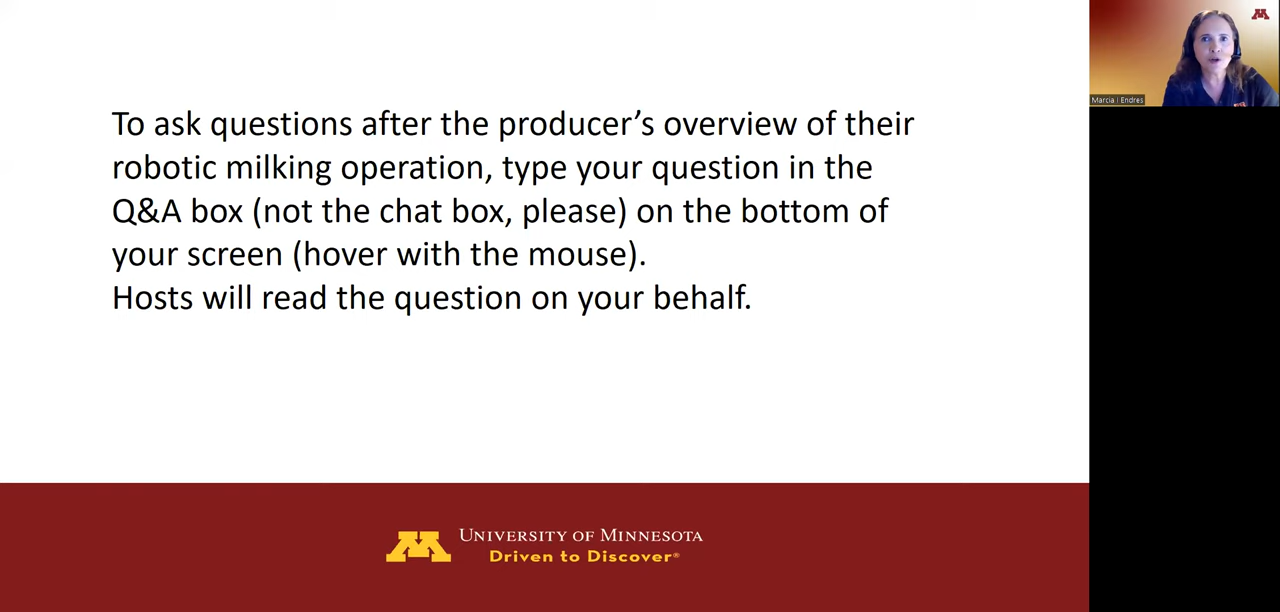 To ask questions after the producer’s overview of their
robotic milking operation, type your question in the
Q&A box (not the chat box, please) on the bottom of
your screen (hover with the mouse).
Hosts will read the question on your behalf.
UNIVERSITY OF MINNESOTA
Driven to Discover®
Marcia I Endres